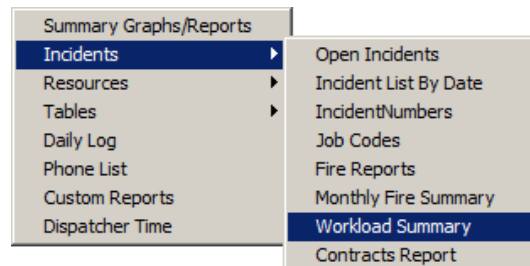 Summary Graphs/Reports
Incidents
Resources
Tables
Daily Log
Phone List
Custom Reports
Dispatcher Time
Open Incidents
Incident List By Date
IncidentNumbers
Job Codes
Fire Reports
Monthly Fire Summary
Workload Summary
Contracts Report